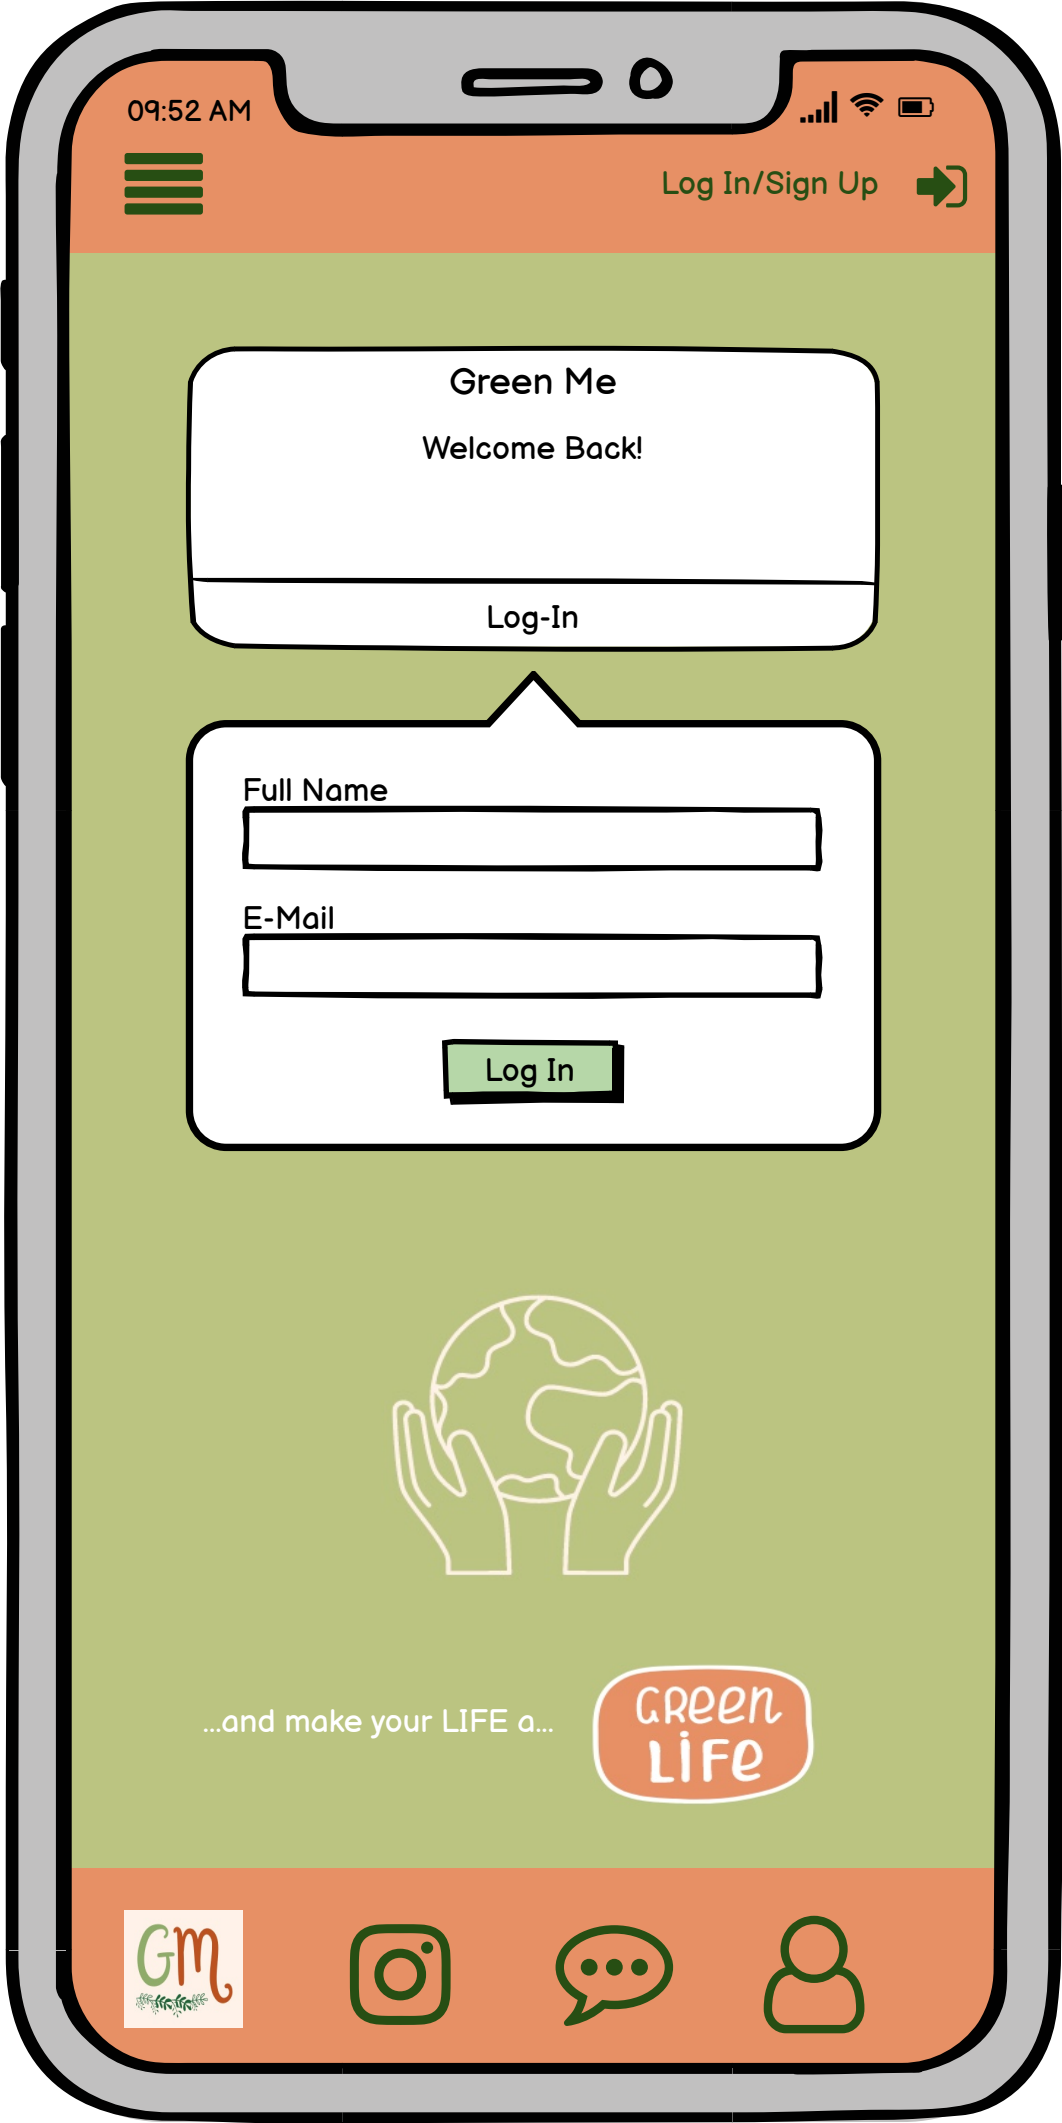 09:52 AM
Log In/Sign Up
Green Me
Welcome Back!
Log-In
Full Name
E-Mail
Log In
...and make your LIFE a...
GReen
LiFe
GM